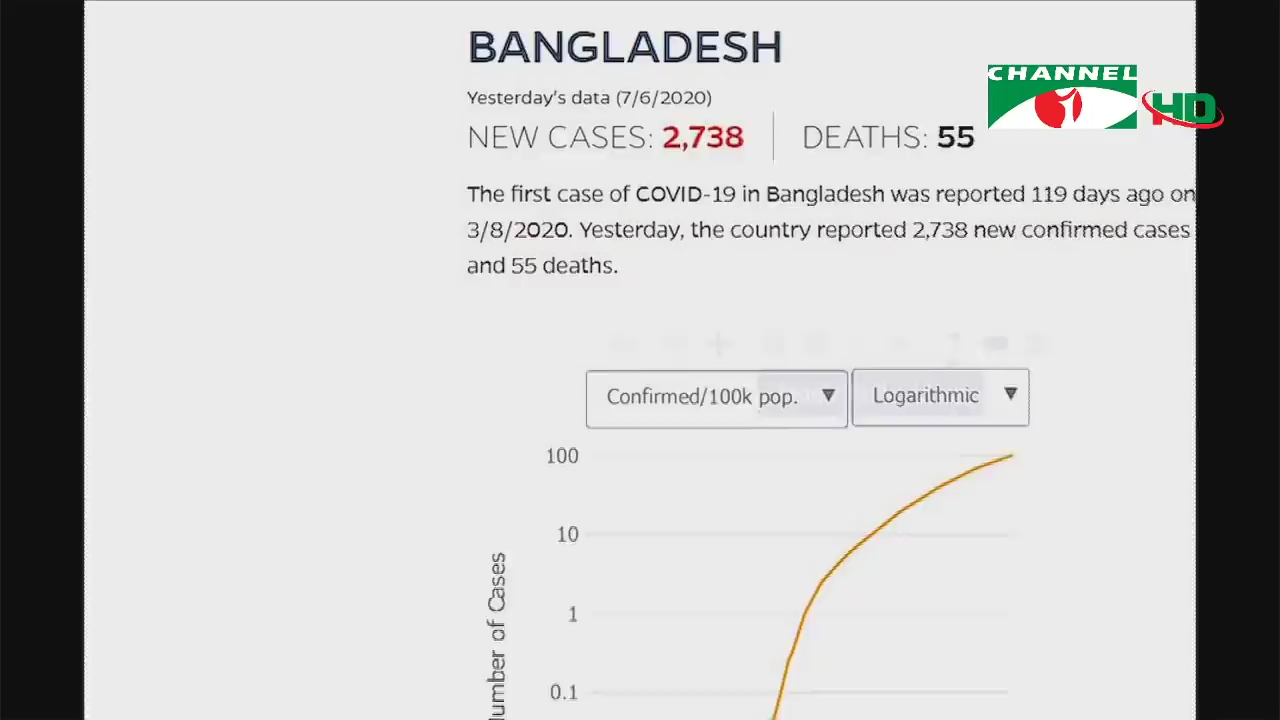 BANGLADESH
CHANNEL
HD
Yesterday's data (7/6/2020)
NEW CASES: 2,738
DEATHS: 55
The first case of COVID-19 in Bangladesh was reported 119 days ago on
3/8/2020. Yesterday, the country reported 2,738 new confirmed cases
and 55 deaths.
Confirmed/100k pop. ▼
Logarithmic ▼
100
10
1
0.1
of Cases